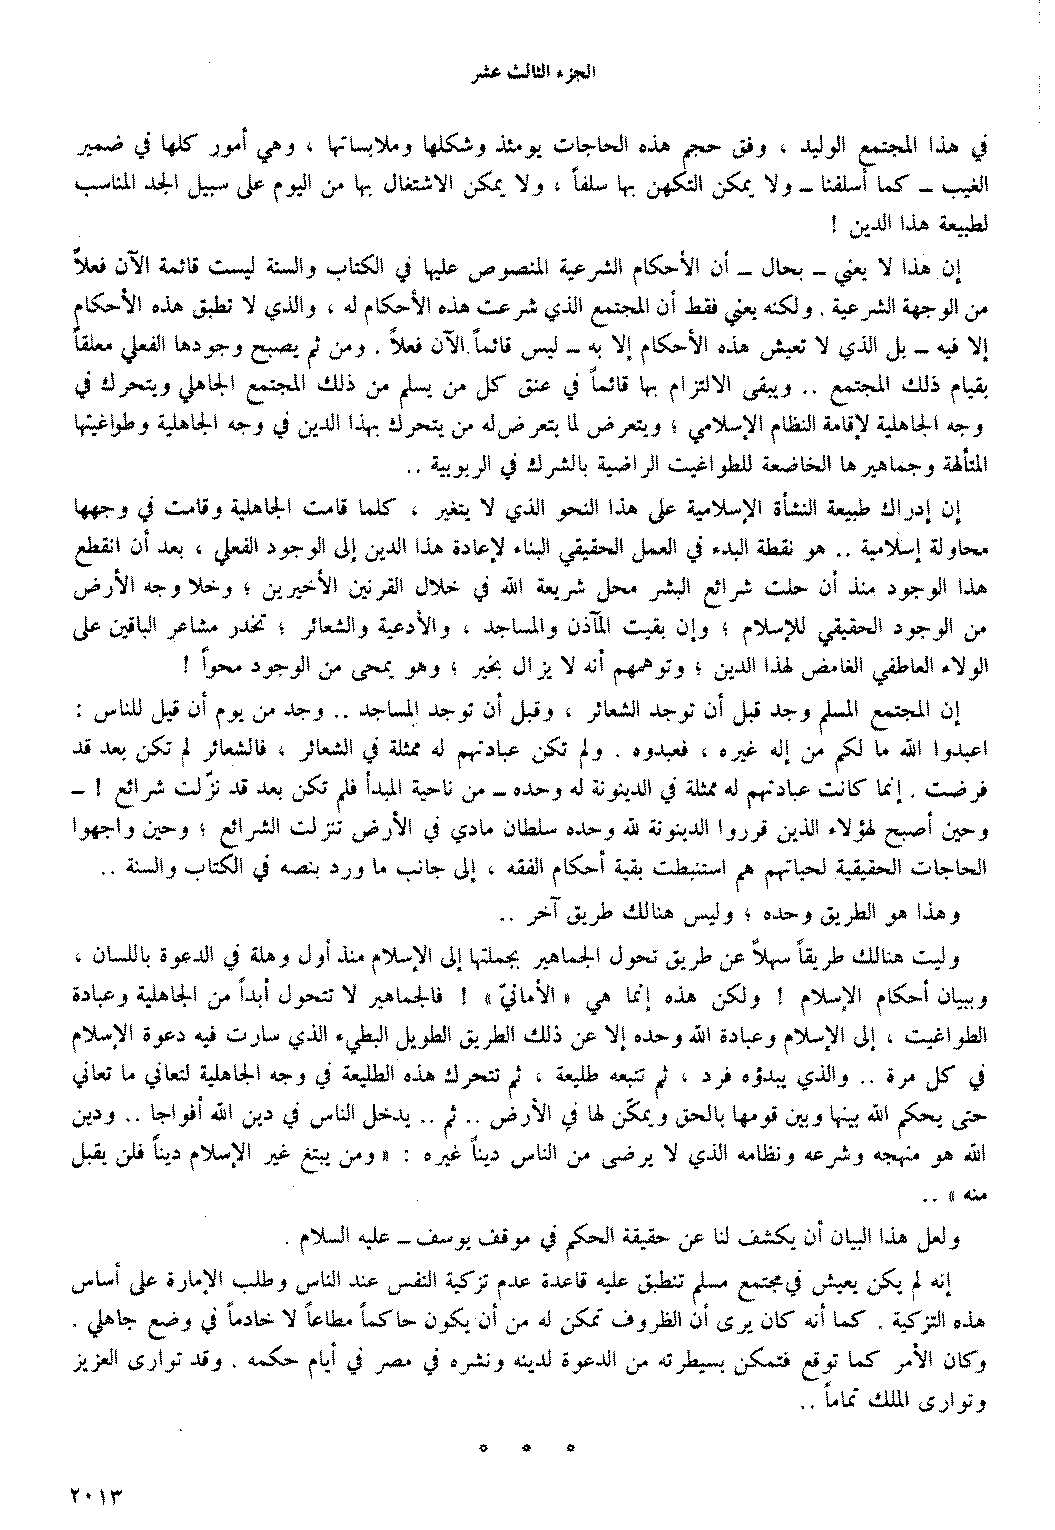 الجزء الثالث عشر
في هذا المجتمع الوليد ، وفق حجم هذه الحاجات يومئذ وشكلها وملابساتها ، وهي أمور كلها في ضمير
الغيب – كما أسلفنا – ولا يمكن التكهن بها سلفاً ، ولا يمكن الاشتغال بها من اليوم على سبيل الجد المناسب
لطبيعة هذا الدين !
إن هذا لا يعني – بحال – أن الأحكام الشرعية المنصوص عليها في الكتاب والسنة ليست قائمة الآن فعلاً
من الوجهة الشرعية . ولكنه يعني فقط أن المجتمع الذي شرعت هذه الأحكام له ، والذي لا تطبق هذه الأحكام
إلا فيه – بل الذي لا تعيش هذه الأحكام إلا به – ليس قائماً الآن فعلاً . ومن ثم يصبح وجودها الفعلي معلقاً
بقيام ذلك المجتمع .. ويبقى الالتزام بها قائماً في عنق كل من يسلم من ذلك المجتمع الجاهلي ويتحرك في
وجه الجاهلية لإقامة النظام الإسلامي ؛ ويتعرض لما يتعرض له من يتحرك بهذا الدين في وجه الجاهلية وطواغيتها
المتألهة وجماهيرها الخاضعة للطواغيت الراضية بالشرك في الربوبية ..
إن إدراك طبيعة النشأة الإسلامية على هذا النحو الذي لا يتغير ، كلما قامت الجاهلية وقامت في وجهها
محاولة إسلامية .. هو نقطة البدء في العمل الحقيقي البناء لإعادة هذا الدين إلى الوجود الفعلي ، بعد أن انقطع
هذا الوجود منذ أن حلت شرائع البشر محل شريعة الله في خلال القرنين الأخيرين ؛ وخلا وجه الأرض
من الوجود الحقيقي للإسلام ؛ وإن بقيت المآذن والمساجد ، والأدعية والشعائر ؛ تخدر مشاعر الباقين على
الولاء العاطفي الغامض لهذا الدين ؛ وتوهمهم أنه لا يزال بخير ؛ وهو يمحى من الوجود محواً !
إن المجتمع المسلم وجد قبل أن توجد الشعائر ، وقبل أن توجد المساجد .. وجد من يوم أن قيل للناس :
اعبدوا الله ما لكم من إله غيره ، فعبدوه . ولم تكن عبادتهم له ممثلة في الشعائر ، فالشعائر لم تكن بعد قد
فرضت . إنما كانت عبادتهم له ممثلة في الدينونة له وحده – من ناحية المبدأ فلم تكن بعد قد نزّلت شرائع ! –
وحين أصبح لهؤلاء الذين قرروا الدينونة لله وحده سلطان مادي في الأرض تنزلت الشرائع ؛ وحين واجهوا
الحاجات الحقيقية لحياتهم هم استنبطت بقية أحكام الفقه ، إلى جانب ما ورد بنصه في الكتاب والسنة ..
وهذا هو الطريق وحده ؛ وليس هنالك طريق آخر ..
وليت هنالك طريقاً سهلاً عن طريق تحول الجماهير بجملتها إلى الإسلام منذ أول وهلة في الدعوة باللسان ،
وببيان أحكام الإسلام ! ولكن هذه إنما هي « الأمانيّ » ! فالجماهير لا تتحول أبداً من الجاهلية وعبادة
الطواغيت ، إلى الإسلام وعبادة الله وحده إلا عن ذلك الطريق الطويل البطيء الذي سارت فيه دعوة الإسلام
في كل مرة .. والذي يبدؤه فرد ، ثم تتبعه طليعة ، ثم تتحرك هذه الطليعة في وجه الجاهلية لتعاني ما تعاني
حتى يحكم الله بينها وبين قومها بالحق ويمكّن لها في الأرض .. ثم .. يدخل الناس في دين الله أفواجا .. ودين
الله هو منهجه وشرعه ونظامه الذي لا يرضى من الناس ديناً غيره : « ومن يبتغ غير الإسلام ديناً فلن يقبل
منه » ..
ولعل هذا البيان أن يكشف لنا عن حقيقة الحكم في موقف يوسف – عليه السلام .
إنه لم يكن يعيش في مجتمع مسلم تنطبق عليه قاعدة عدم تزكية النفس عند الناس وطلب الإمارة على أساس
هذه التزكية . كما أنه كان يرى أن الظروف تمكن له من أن يكون حاكماً مطاعاً لا خادماً في وضع جاهلي .
وكان الأمر كما توقع فتمكن بسيطرته من الدعوة لدينه ونشره في مصر في أيام حكمه . وقد توارى العزيز
وتوارى الملك تماماً ..
* * *
٢٠١٣